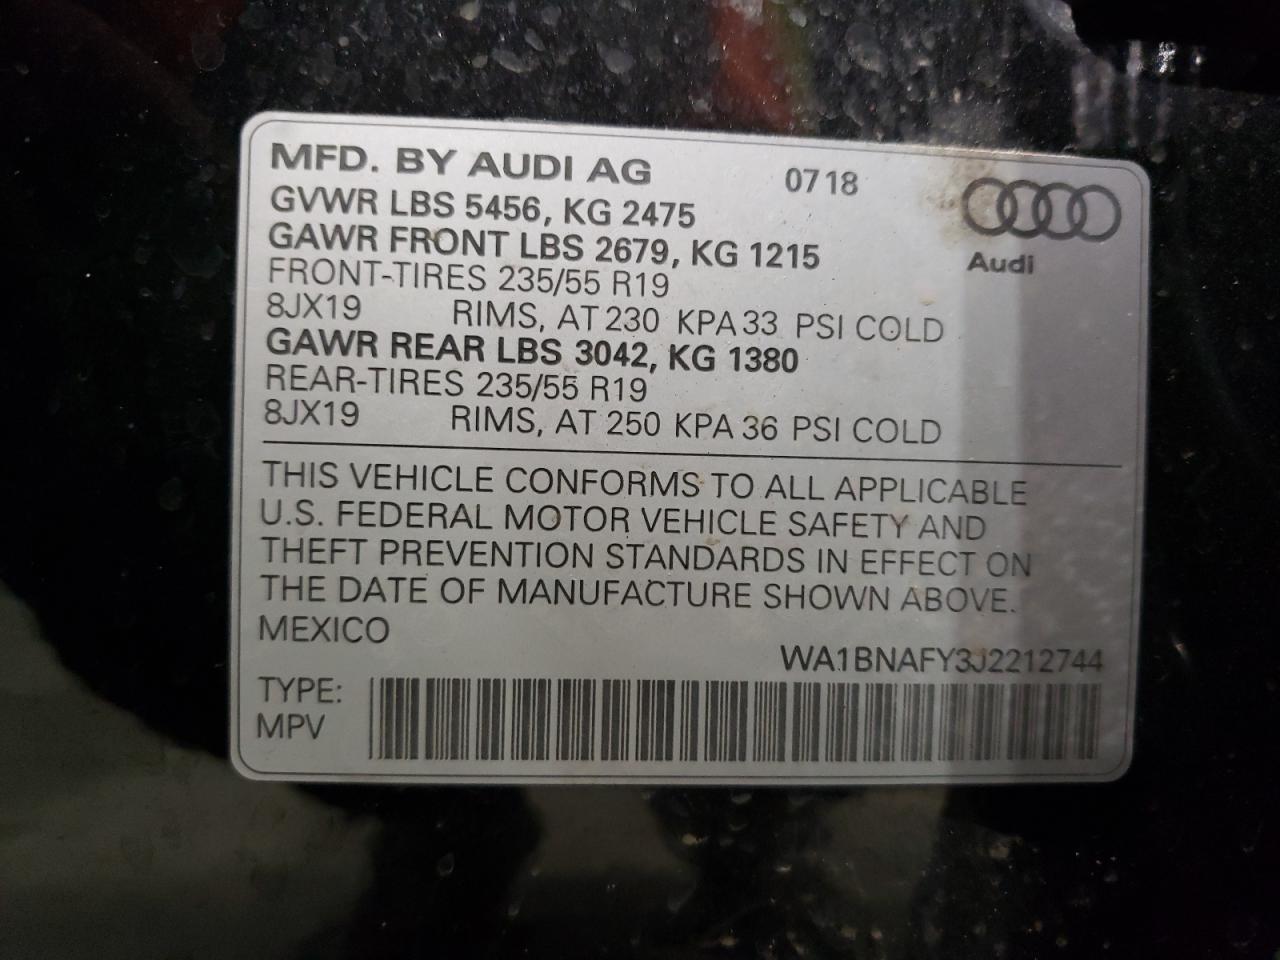 MFD. BY AUDI AG 0718
GVWR LBS 5456, KG 2475
GAWR FRONT LBS 2679, KG 1215
Audi
FRONT-TIRES 235/55 R19
8JX19 RIMS, AT 230 KPA 33 PSI COLD
GAWR REAR LBS 3042, KG 1380
REAR-TIRES 235/55 R19
8JX19 RIMS, AT 250 KPA 36 PSI COLD
THIS VEHICLE CONFORMS TO ALL APPLICABLE
U.S. FEDERAL MOTOR VEHICLE SAFETY AND
THEFT PREVENTION STANDARDS IN EFFECT ON
THE DATE OF MANUFACTURE SHOWN ABOVE.
MEXICO
WA1BNAFY3J2212744
TYPE:
MPV